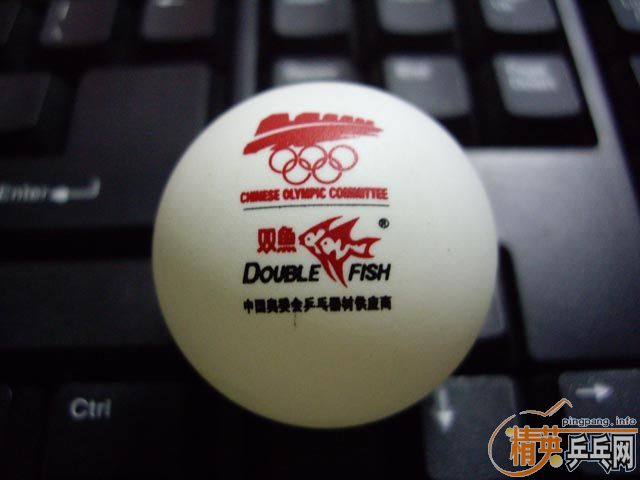 CHINESE OLYMPIC COMMITTEE
双鱼 ®
DOUBLE FISH
中国奥委会乒乓器材供应商
Enter
Ctrl
pingpang.info
精英乒乓网